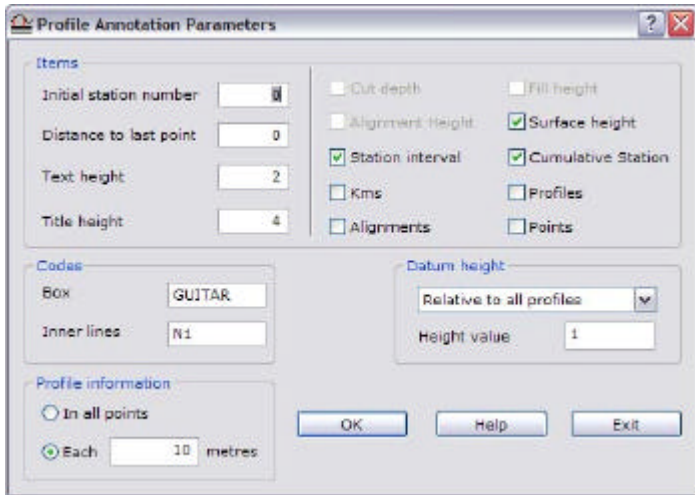 Profile Annotation Parameters
Items
Initial station number 0
Distance to last point 0
Text height 2
Title height 4
Cut depth
Fill height
Alignment Height
Surface height
Station interval
Cumulative Station
Kms
Profiles
Alignments
Points
Codes
Box GUITAR
Inner lines N1
Datum height
Relative to all profiles
Height value 1
Profile information
In all points
Each 10 metres
OK
Help
Exit